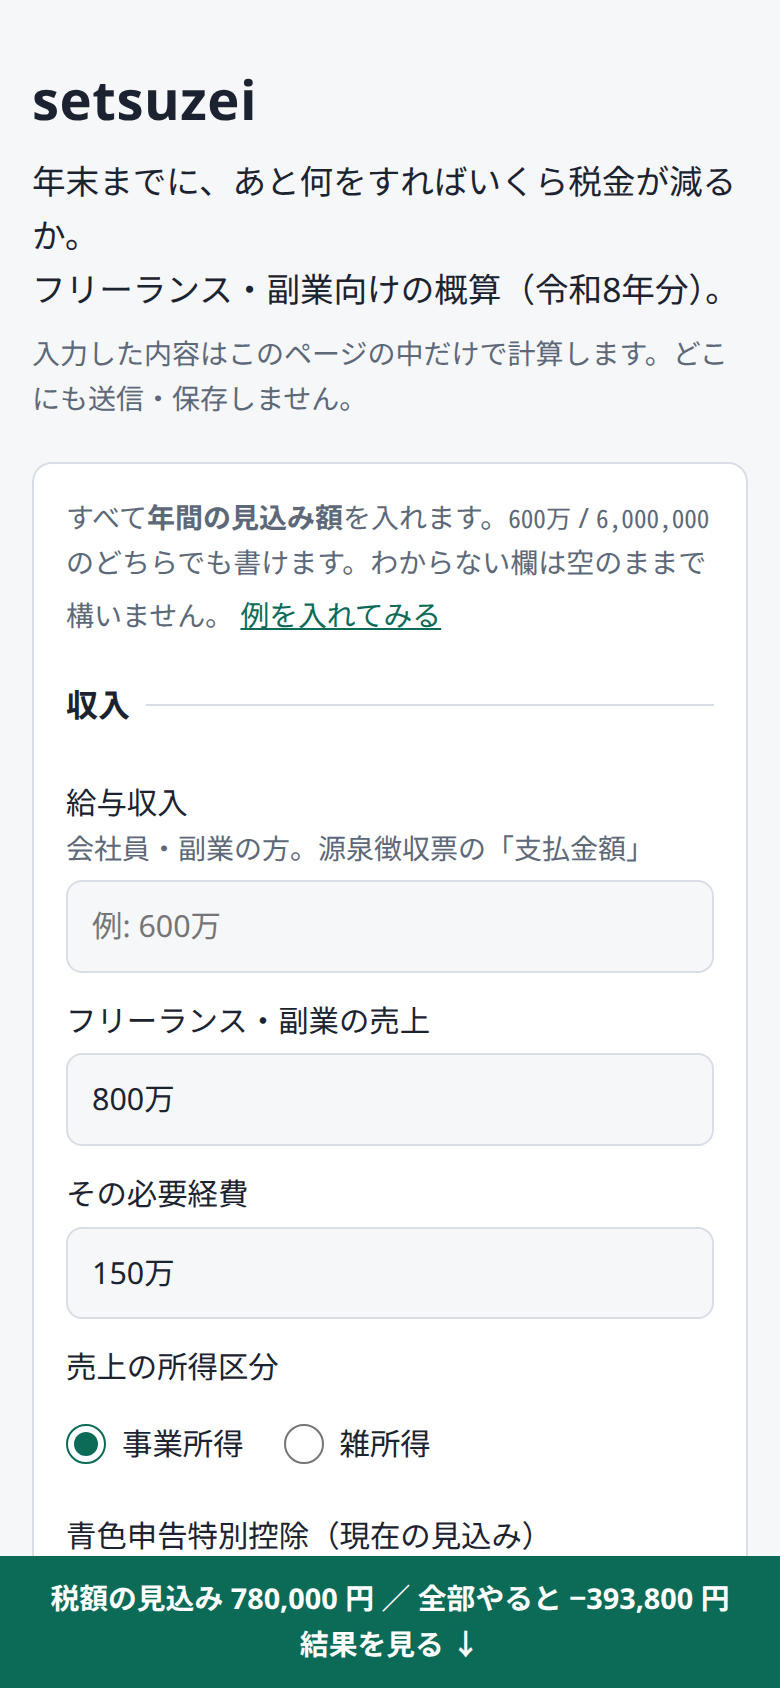 setsuzei
年末までに、あと何をすればいくら税金が減る
か。
フリーランス・副業向けの概算（令和8年分）。
入力した内容はこのページの中だけで計算します。どこ
にも送信・保存しません。
すべて年間の見込み額を入れます。600万 / 6,000,000
のどちらでも書けます。わからない欄は空のままで
構いません。 例を入れてみる
収入
給与収入
会社員・副業の方。源泉徴収票の「支払金額」
例: 600万
フリーランス・副業の売上
800万
その必要経費
150万
売上の所得区分
事業所得 雑所得
青色申告特別控除（現在の見込み）
税額の見込み 780,000 円 ／ 全部やると −393,800 円
結果を見る ↓